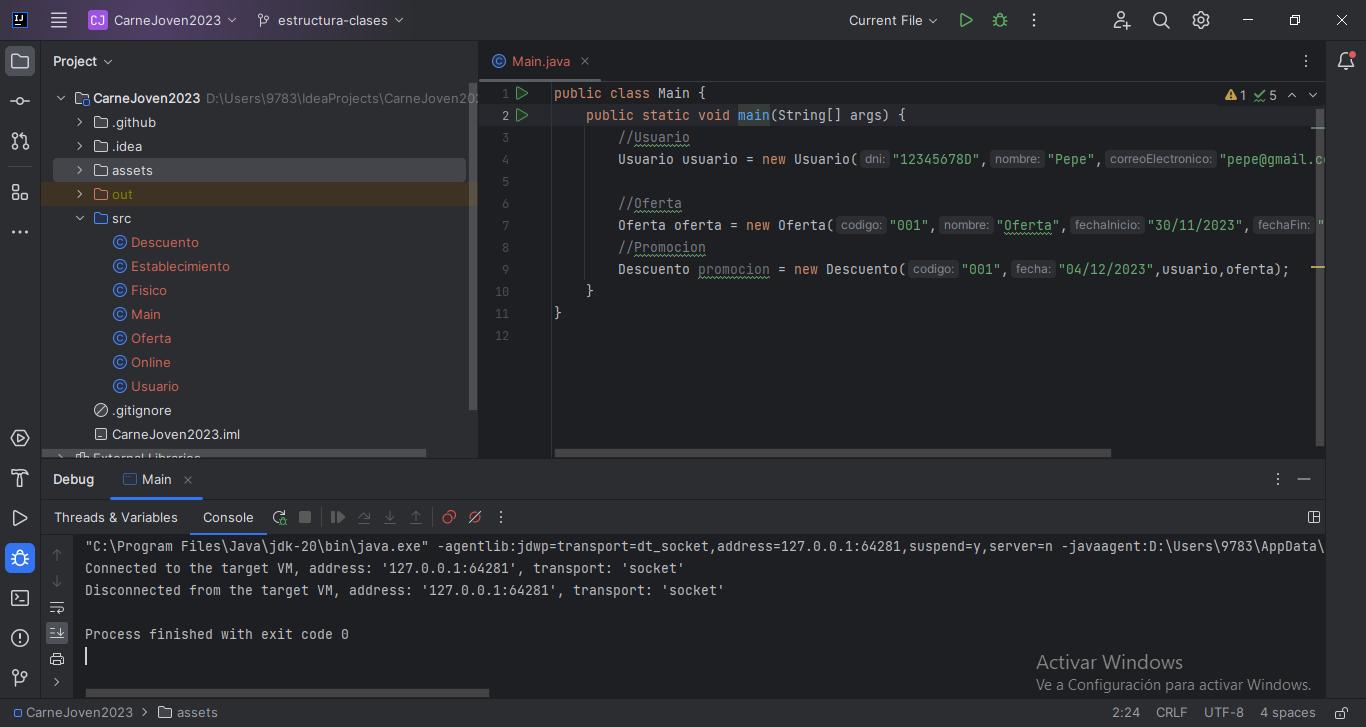 CJ CarneJoven2023 estructura-clases Current File
Project
Main.java
CarneJoven2023 D:\Users\9783\IdeaProjects\CarneJoven202
.github
.idea
assets
out
src
Descuento
Establecimiento
Fisico
Main
Oferta
Online
Usuario
.gitignore
CarneJoven2023.iml
External Libraries
1 5
1 public class Main {
2 public static void main(String[] args) {
3 //Usuario
4 Usuario usuario = new Usuario( dni: "12345678D", nombre: "Pepe", correoElectronico: "pepe@gmail.c
5
6 //Oferta
7 Oferta oferta = new Oferta( codigo: "001", nombre: "Oferta", fechaInicio: "30/11/2023", fechaFin: "
8 //Promocion
9 Descuento promocion = new Descuento( codigo: "001", fecha: "04/12/2023",usuario,oferta);
10 }
11 }
12
Debug Main
Threads & Variables Console
"C:\Program Files\Java\jdk-20\bin\java.exe" -agentlib:jdwp=transport=dt_socket,address=127.0.0.1:64281,suspend=y,server=n -javaagent:D:\Users\9783\AppData\
Connected to the target VM, address: '127.0.0.1:64281', transport: 'socket'
Disconnected from the target VM, address: '127.0.0.1:64281', transport: 'socket'
Process finished with exit code 0
Activar Windows
Ve a Configuración para activar Windows.
CarneJoven2023 > assets 2:24 CRLF UTF-8 4 spaces